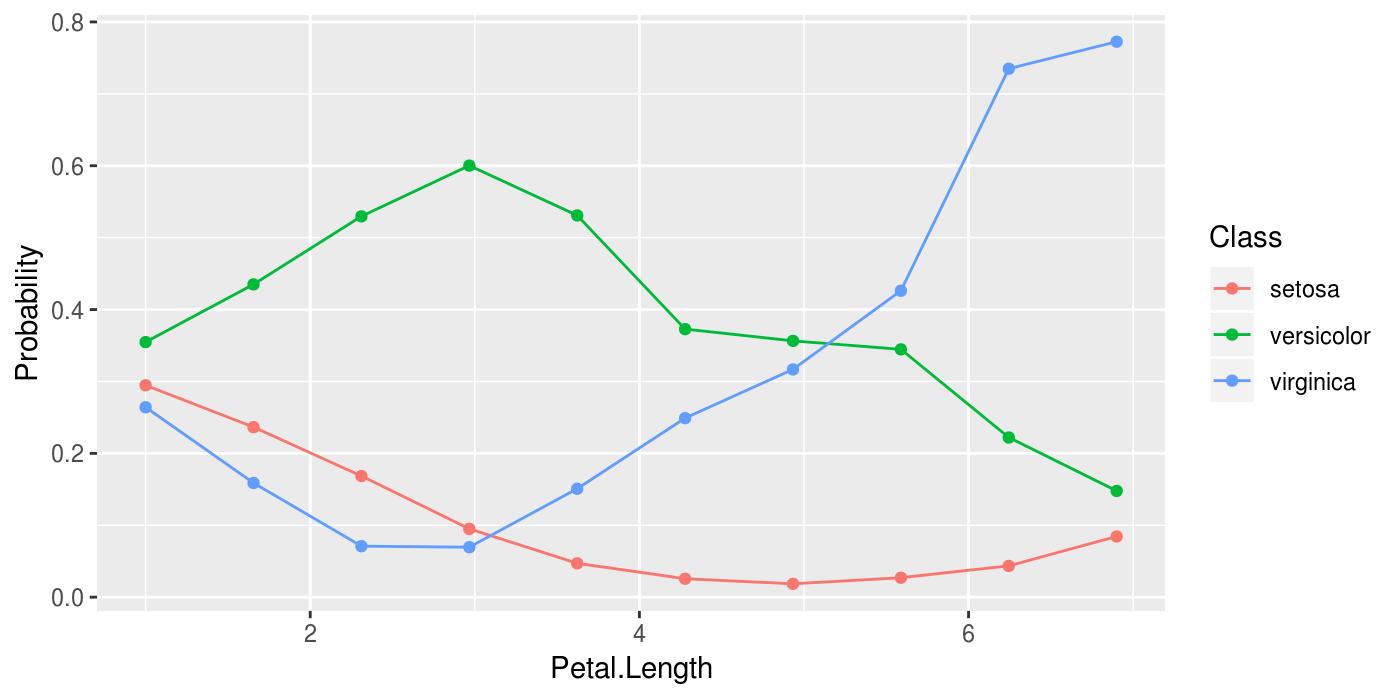 0.8
0.6
0.4
0.2
0.0
Probability
2 4 6
Petal.Length
Class
setosa
versicolor
virginica